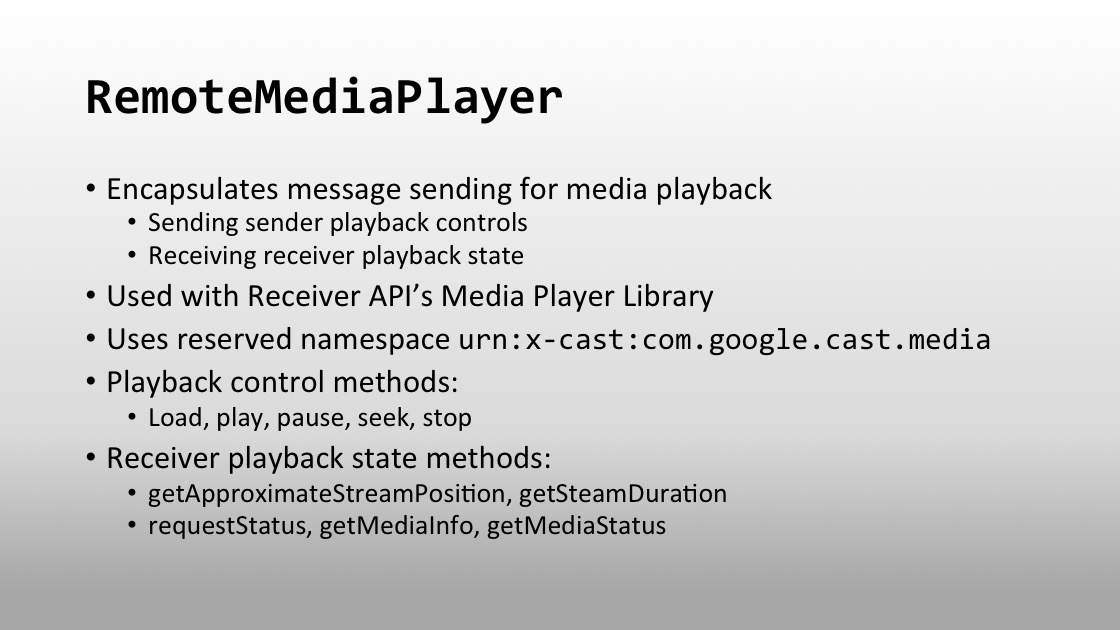 RemoteMediaPlayer
• Encapsulates message sending for media playback
• Sending sender playback controls
• Receiving receiver playback state
• Used with Receiver API’s Media Player Library
• Uses reserved namespace urn:x-cast:com.google.cast.media
• Playback control methods:
• Load, play, pause, seek, stop
• Receiver playback state methods:
• getApproximateStreamPosition, getSteamDuration
• requestStatus, getMediaInfo, getMediaStatus